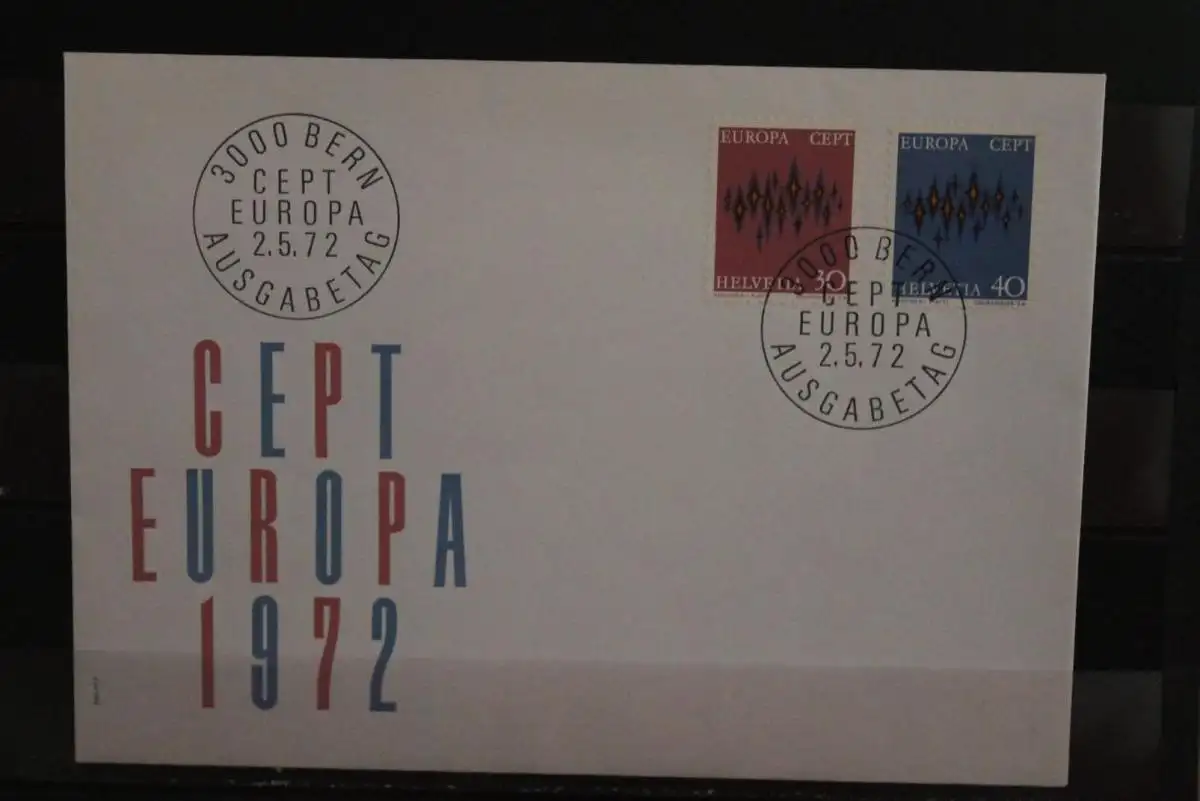 3000 BERN
CEPT
EUROPA
2.5.72
AUSGABETAG
EUROPA CEPT
HELVETIA 30
EUROPA CEPT
HELVETIA 40
3000 BERN
CEPT
EUROPA
2.5.72
AUSGABETAG
CEPT
EUROPA
1972